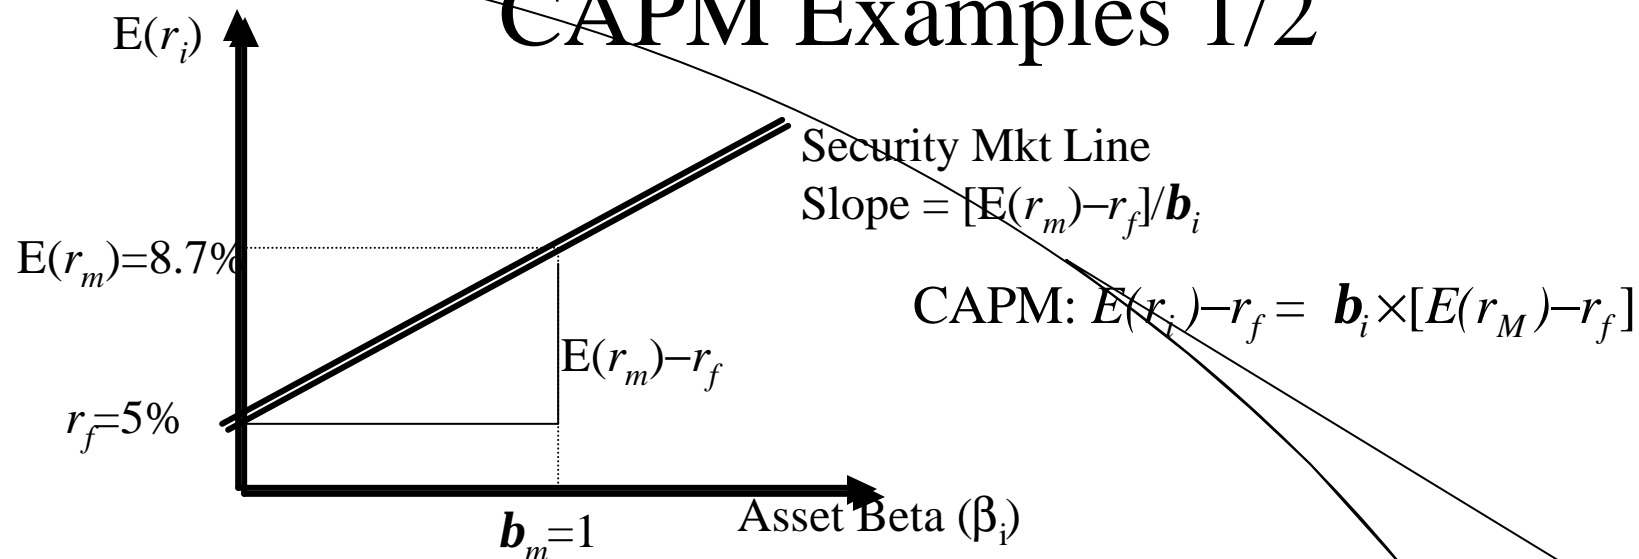 CAPM Examples 1/2
E(r_i)
Security Mkt Line
Slope = [E(r_m)−r_f]/b_i
E(r_m)=8.7%
CAPM: E(r_i)−r_f = b_i×[E(r_M)−r_f]
E(r_m)−r_f
r_f=5%
Asset Beta (β_i)
b_m=1